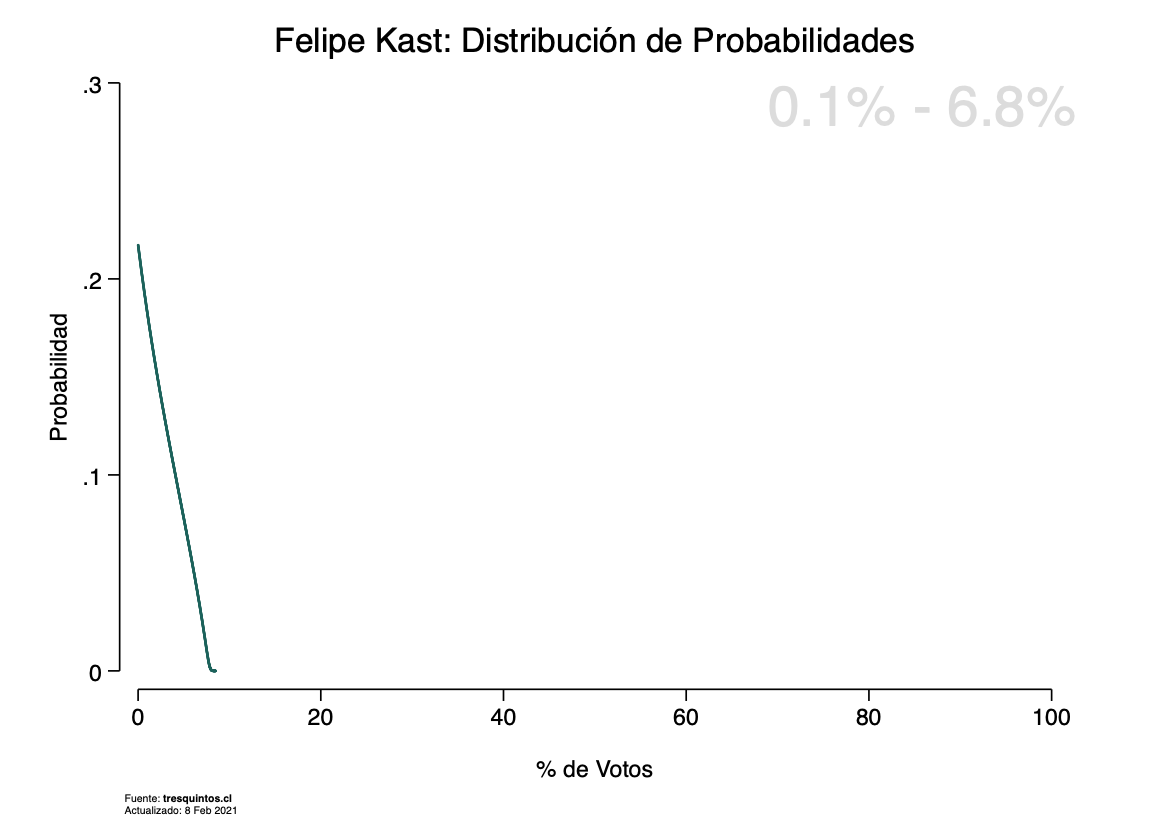 Felipe Kast: Distribución de Probabilidades
0.1% - 6.8%
.3
.2
.1
0
Probabilidad
0 20 40 60 80 100
% de Votos
Fuente: tresquintos.cl
Actualizado: 8 Feb 2021